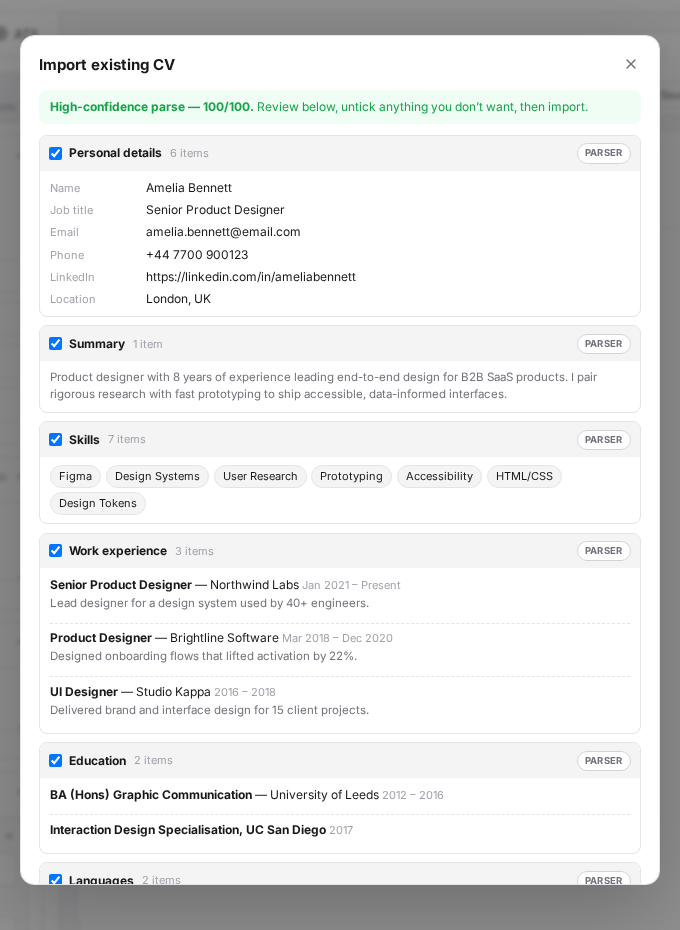 Import existing CV
High-confidence parse — 100/100. Review below, untick anything you don't want, then import.
Personal details 6 items PARSER
Name Amelia Bennett
Job title Senior Product Designer
Email amelia.bennett@email.com
Phone +44 7700 900123
LinkedIn https://linkedin.com/in/ameliabennett
Location London, UK
Summary 1 item PARSER
Product designer with 8 years of experience leading end-to-end design for B2B SaaS products. I pair
rigorous research with fast prototyping to ship accessible, data-informed interfaces.
Skills 7 items PARSER
Figma Design Systems User Research Prototyping Accessibility HTML/CSS
Design Tokens
Work experience 3 items PARSER
Senior Product Designer — Northwind Labs Jan 2021 – Present
Lead designer for a design system used by 40+ engineers.
Product Designer — Brightline Software Mar 2018 – Dec 2020
Designed onboarding flows that lifted activation by 22%.
UI Designer — Studio Kappa 2016 – 2018
Delivered brand and interface design for 15 client projects.
Education 2 items PARSER
BA (Hons) Graphic Communication — University of Leeds 2012 – 2016
Interaction Design Specialisation, UC San Diego 2017
Languages 2 items PARSER